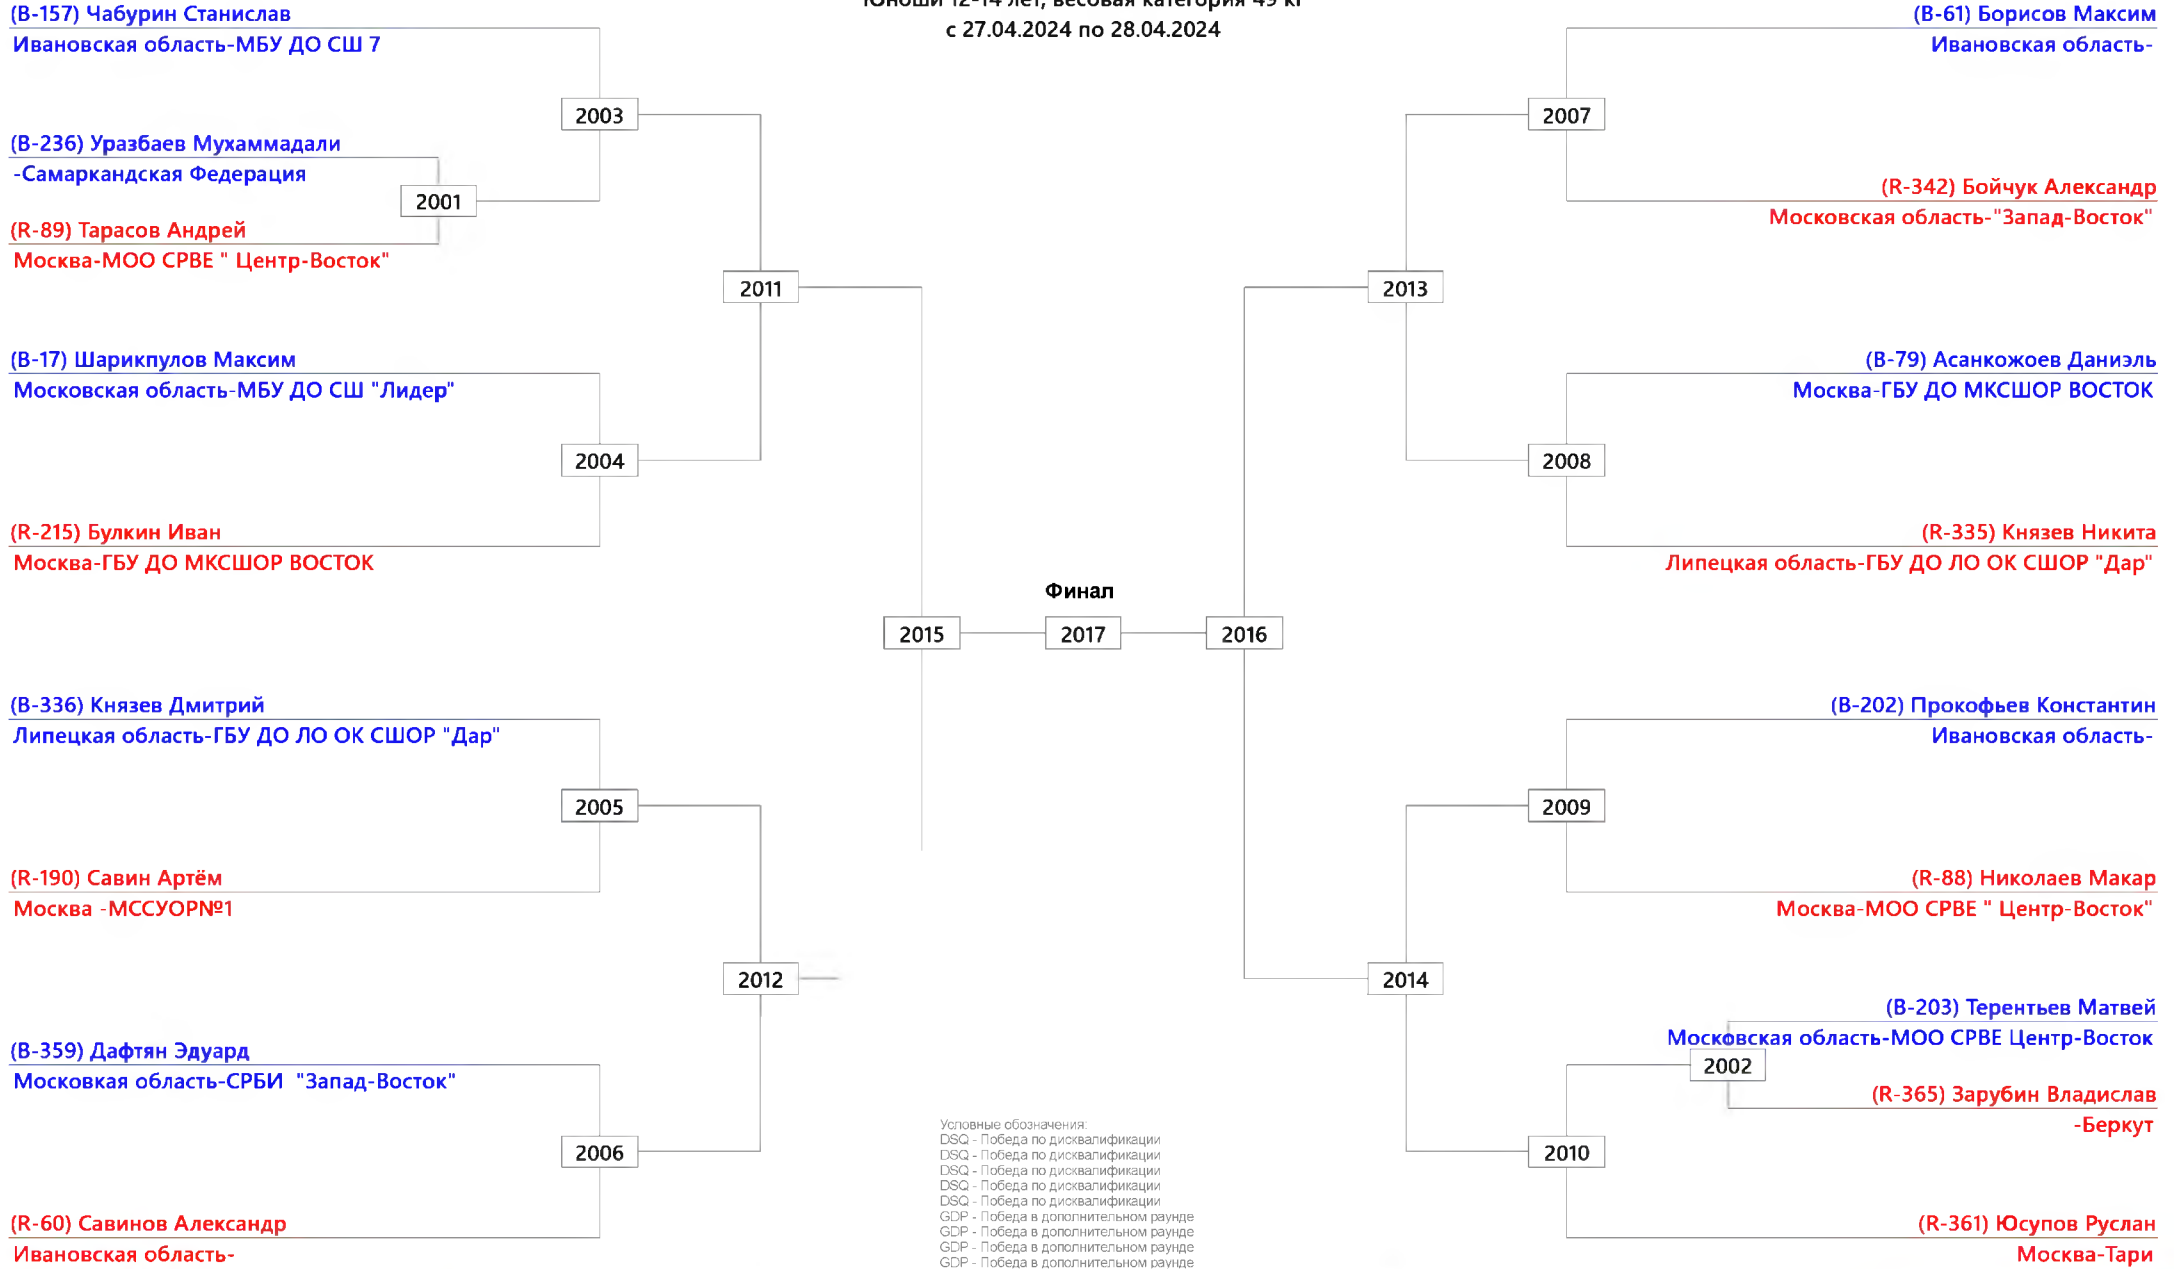 Юноши 12-14 лет, весовая категория 45 кг
с 27.04.2024 по 28.04.2024
(B-157) Чабурин Станислав
Ивановская область-МБУ ДО СШ 7
2003
(B-236) Уразбаев Мухаммадали
-Самаркандская Федерация
2001
(R-89) Тарасов Андрей
Москва-МОО СРВЕ " Центр-Восток"
2011
(B-17) Шарикпулов Максим
Московская область-МБУ ДО СШ "Лидер"
2004
(R-215) Булкин Иван
Москва-ГБУ ДО МКСШОР ВОСТОК
Финал
2015
2017
2016
(B-336) Князев Дмитрий
Липецкая область-ГБУ ДО ЛО ОК СШОР "Дар"
2005
(R-190) Савин Артём
Москва -МССУОР№1
2012
(B-359) Дафтян Эдуард
Московкая область-СРБИ "Запад-Восток"
2006
(R-60) Савинов Александр
Ивановская область-
(B-61) Борисов Максим
Ивановская область-
2007
(R-342) Бойчук Александр
Московская область-"Запад-Восток"
2013
(B-79) Асанкожоев Даниэль
Москва-ГБУ ДО МКСШОР ВОСТОК
2008
(R-335) Князев Никита
Липецкая область-ГБУ ДО ЛО ОК СШОР "Дар"
(B-202) Прокофьев Константин
Ивановская область-
2009
(R-88) Николаев Макар
Москва-МОО СРВЕ " Центр-Восток"
2014
(B-203) Терентьев Матвей
Московская область-МОО СРВЕ Центр-Восток
2002
(R-365) Зарубин Владислав
-Беркут
2010
(R-361) Юсупов Руслан
Москва-Тари
Условные обозначения:
DSQ - Победа по дисквалификации
DSQ - Победа по дисквалификации
DSQ - Победа по дисквалификации
DSQ - Победа по дисквалификации
DSQ - Победа по дисквалификации
GDP - Победа в дополнительном раунде
GDP - Победа в дополнительном раунде
GDP - Победа в дополнительном раунде
GDP - Победа в дополнительном раунде